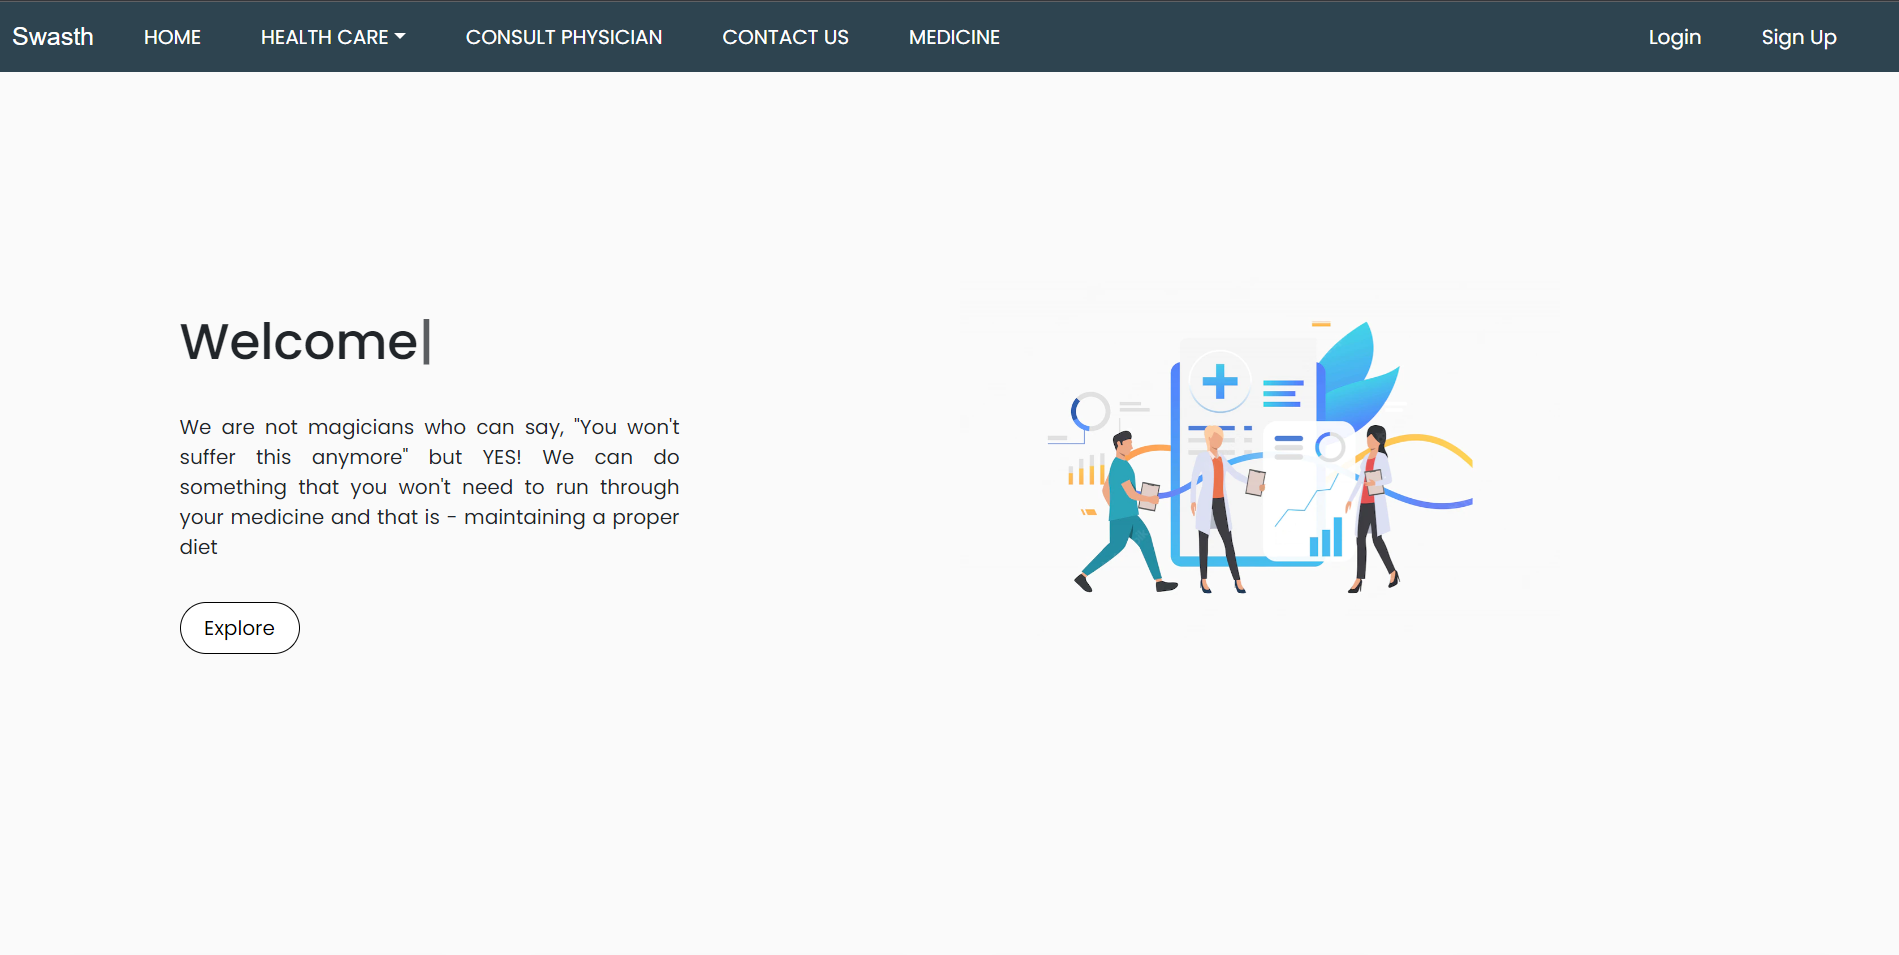 Swasth HOME HEALTH CARE CONSULT PHYSICIAN CONTACT US MEDICINE Login Sign Up
Welcome|
We are not magicians who can say, "You won't
suffer this anymore" but YES! We can do
something that you won't need to run through
your medicine and that is - maintaining a proper
diet
Explore